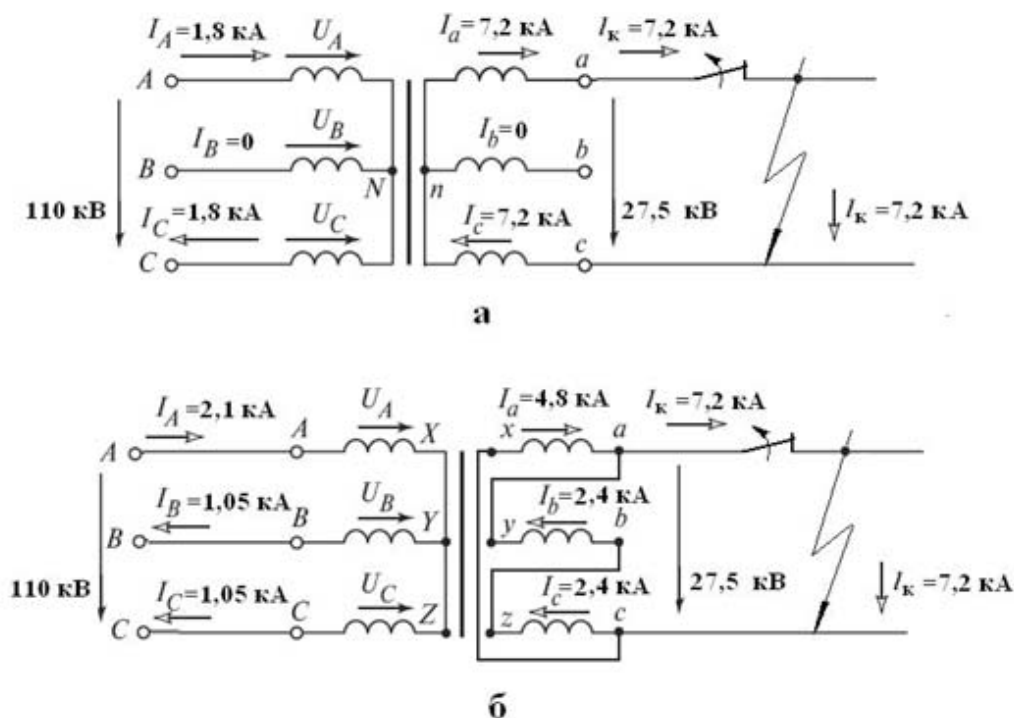 I_A=1,8 кА U_A I_a=7,2 кА I_к=7,2 кА
A a
I_B=0 U_B I_b=0
B N n b
110 кВ I_C=1,8 кА U_C I_c=7,2 кА 27,5 кВ I_к=7,2 кА
C c
а
I_A=2,1 кА U_A I_a=4,8 кА I_к=7,2 кА
A A X x a
I_B=1,05 кА U_B I_b=2,4 кА
B B Y y b
110 кВ I_C=1,05 кА U_C I_c=2,4 кА 27,5 кВ I_к=7,2 кА
C C Z z c
б